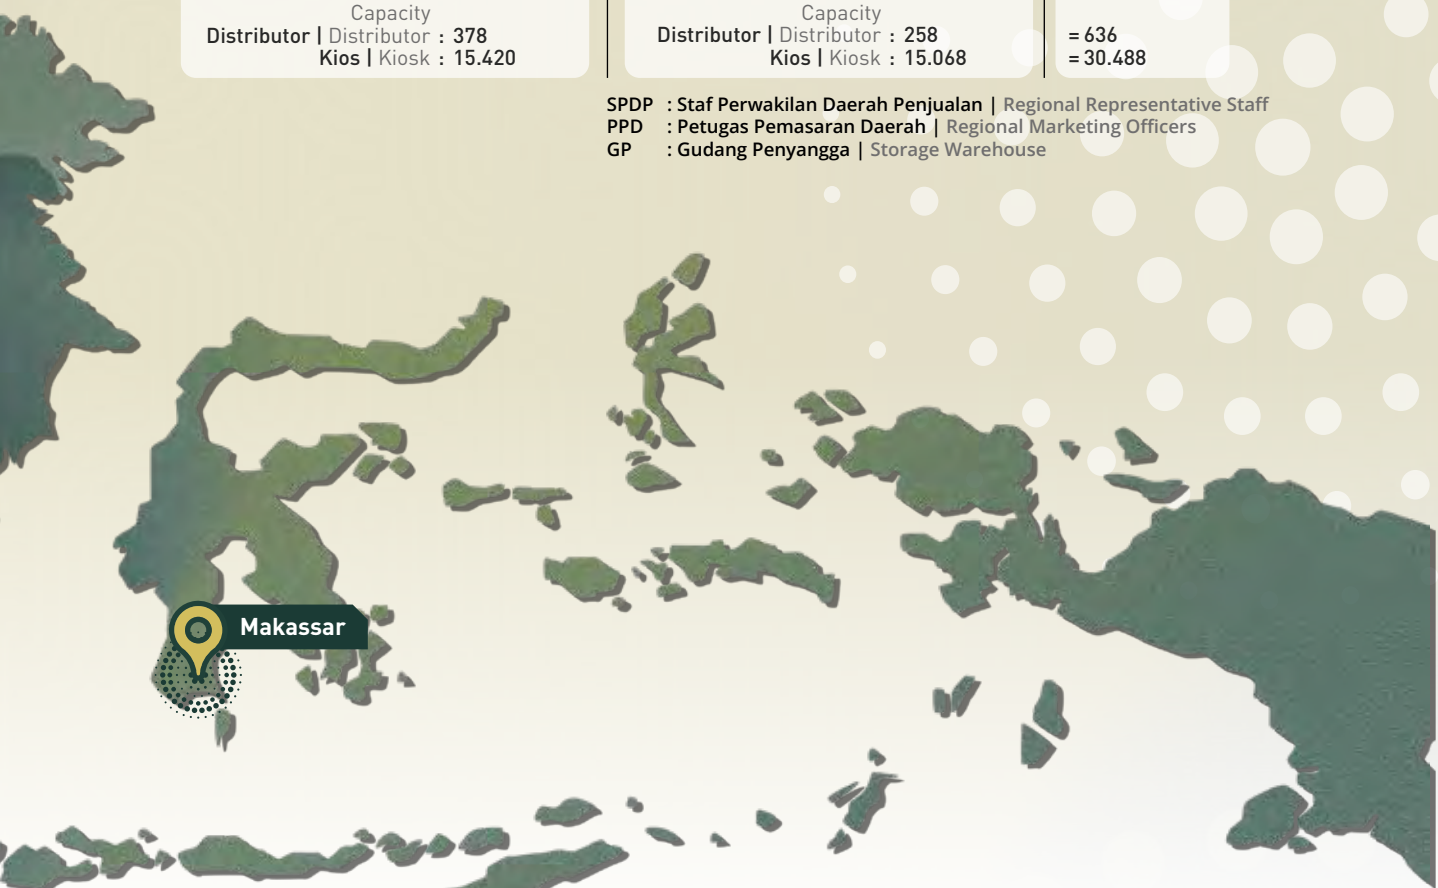 Capacity
Distributor | Distributor : 378
Kios | Kiosk : 15.420
Capacity
Distributor | Distributor : 258
Kios | Kiosk : 15.068
= 636
= 30.488
SPDP : Staf Perwakilan Daerah Penjualan | Regional Representative Staff
PPD : Petugas Pemasaran Daerah | Regional Marketing Officers
GP : Gudang Penyangga | Storage Warehouse
Makassar